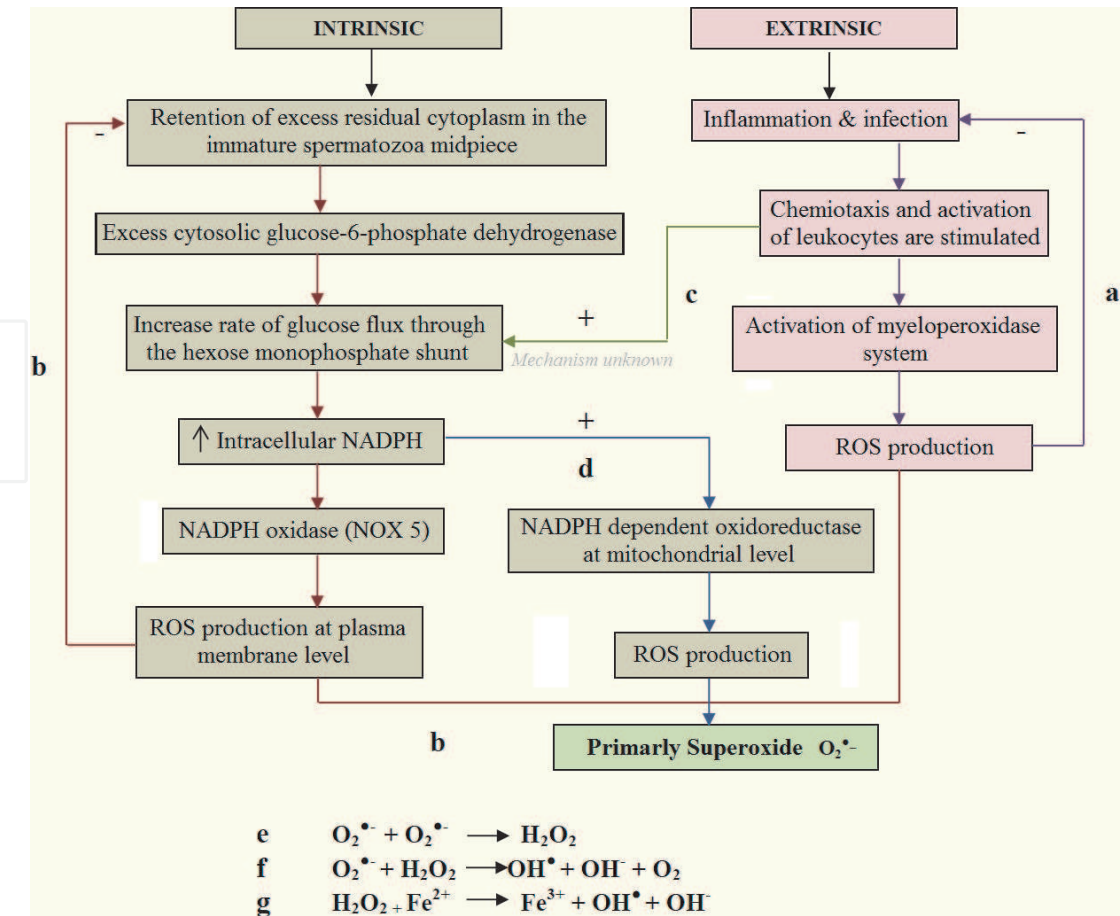 INTRINSIC
EXTRINSIC
Retention of excess residual cytoplasm in the
immature spermatozoa midpiece
-
Inflammation & infection
-
Excess cytosolic glucose-6-phosphate dehydrogenase
Chemiotaxis and activation
of leukocytes are stimulated
c
a
Increase rate of glucose flux through
the hexose monophosphate shunt
+
Mechanism unknown
Activation of myeloperoxidase
system
b
↑ Intracellular NADPH
+
d
ROS production
NADPH oxidase (NOX 5)
NADPH dependent oxidoreductase
at mitochondrial level
ROS production at plasma
membrane level
ROS production
b
Primarly Superoxide O₂•-
e O₂•- + O₂•- → H₂O₂
f O₂•- + H₂O₂ → OH• + OH- + O₂
g H₂O₂ + Fe²⁺ → Fe³⁺ + OH• + OH-